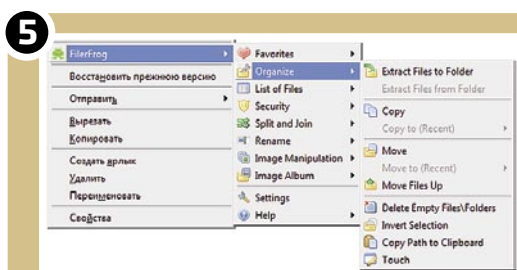 5
FilerFrog
Восстановить прежнюю версию
Отправить
Вырезать
Копировать
Создать ярлык
Удалить
Переименовать
Свойства
Favorites
Organize
List of Files
Security
Split and Join
Rename
Image Manipulation
Image Album
Settings
Help
Extract Files to Folder
Extract Files from Folder
Copy
Copy to (Recent)
Move
Move to (Recent)
Move Files Up
Delete Empty Files\Folders
Invert Selection
Copy Path to Clipboard
Touch